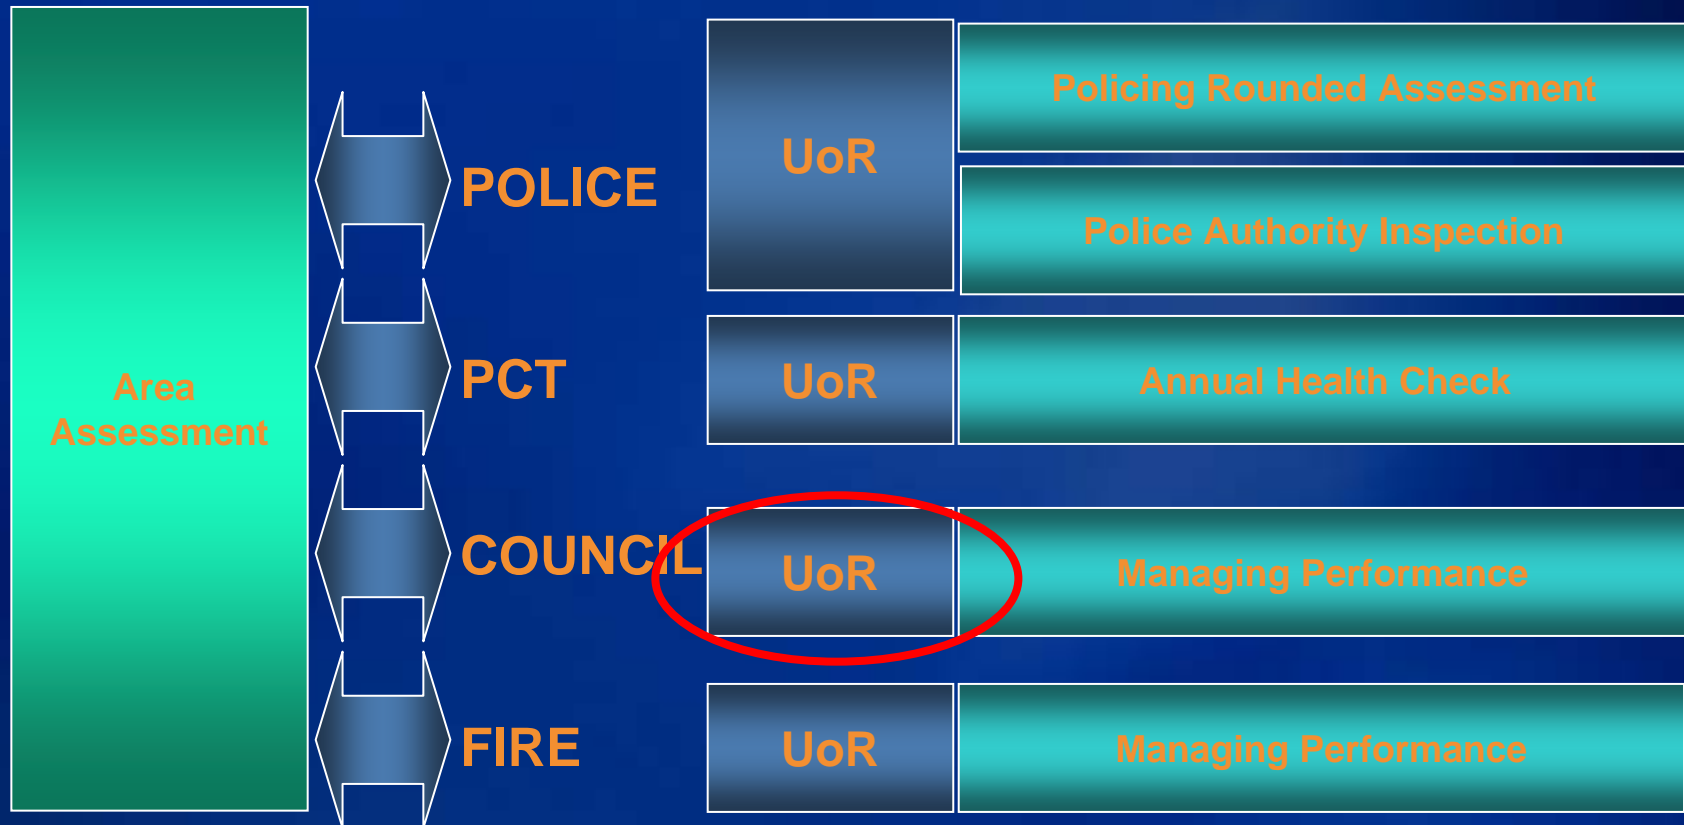 Area
Assessment
POLICE
UoR
Policing Rounded Assessment
Police Authority Inspection
PCT
UoR
Annual Health Check
COUNCIL
UoR
Managing Performance
FIRE
UoR
Managing Performance